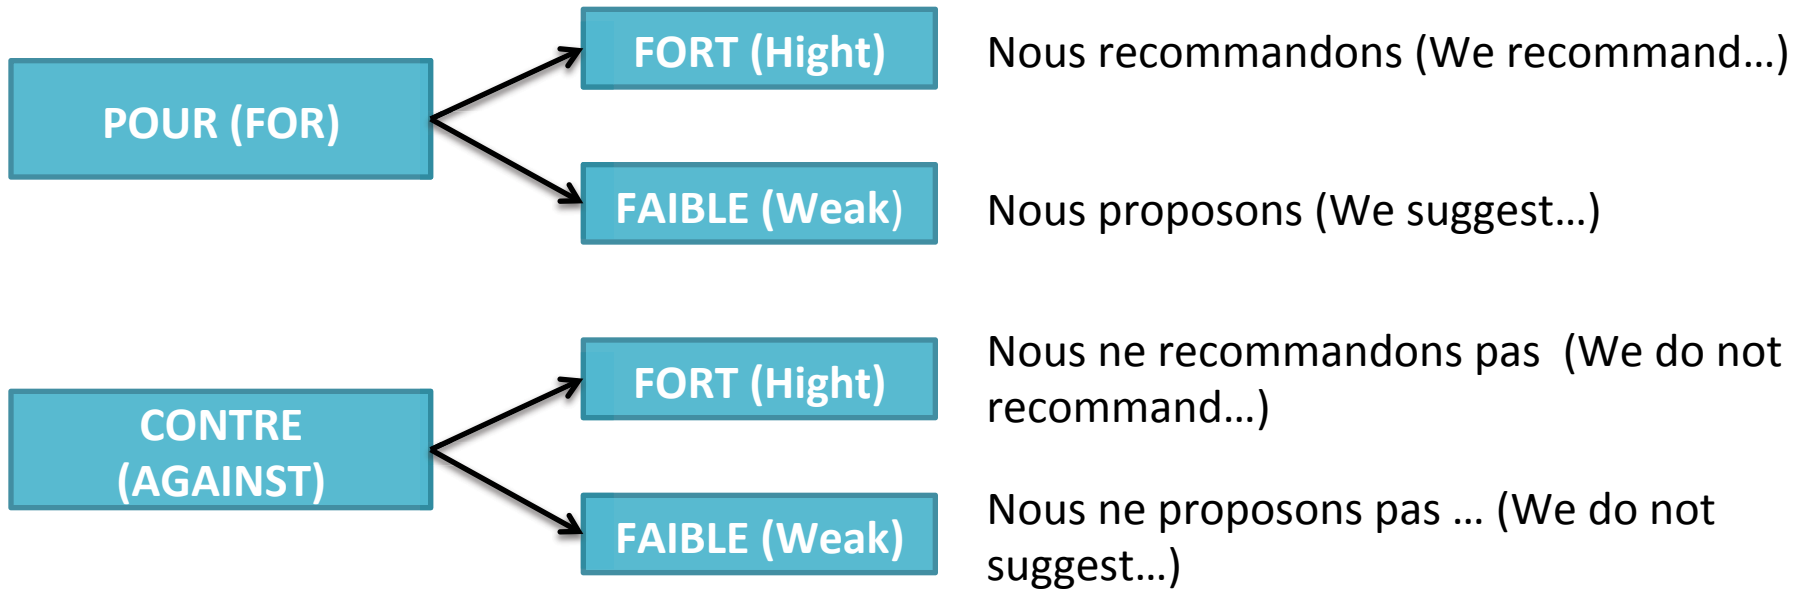 POUR (FOR)
FORT (Hight)
Nous recommandons (We recommand…)
FAIBLE (Weak)
Nous proposons (We suggest…)
CONTRE
(AGAINST)
FORT (Hight)
Nous ne recommandons pas (We do not
recommand…)
FAIBLE (Weak)
Nous ne proposons pas … (We do not
suggest…)